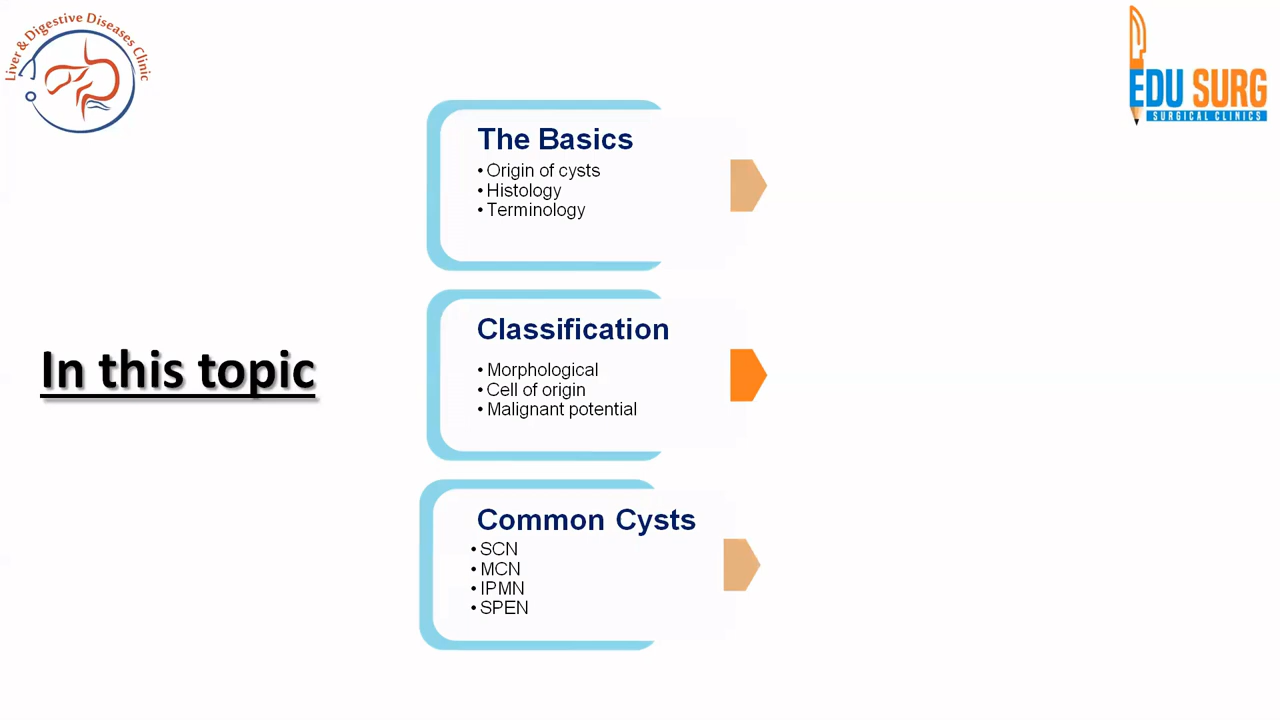 Liver & Digestive Diseases Clinic
EDU SURG
SURGICAL CLINICS
In this topic
The Basics
• Origin of cysts
• Histology
• Terminology
Classification
• Morphological
• Cell of origin
• Malignant potential
Common Cysts
• SCN
• MCN
• IPMN
• SPEN